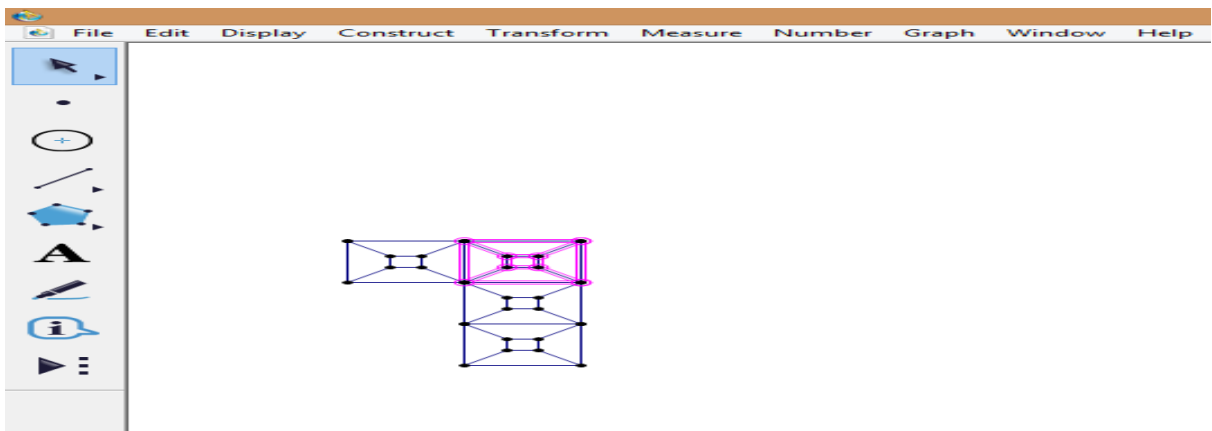 File Edit Display Construct Transform Measure Number Graph Window Help
A
i